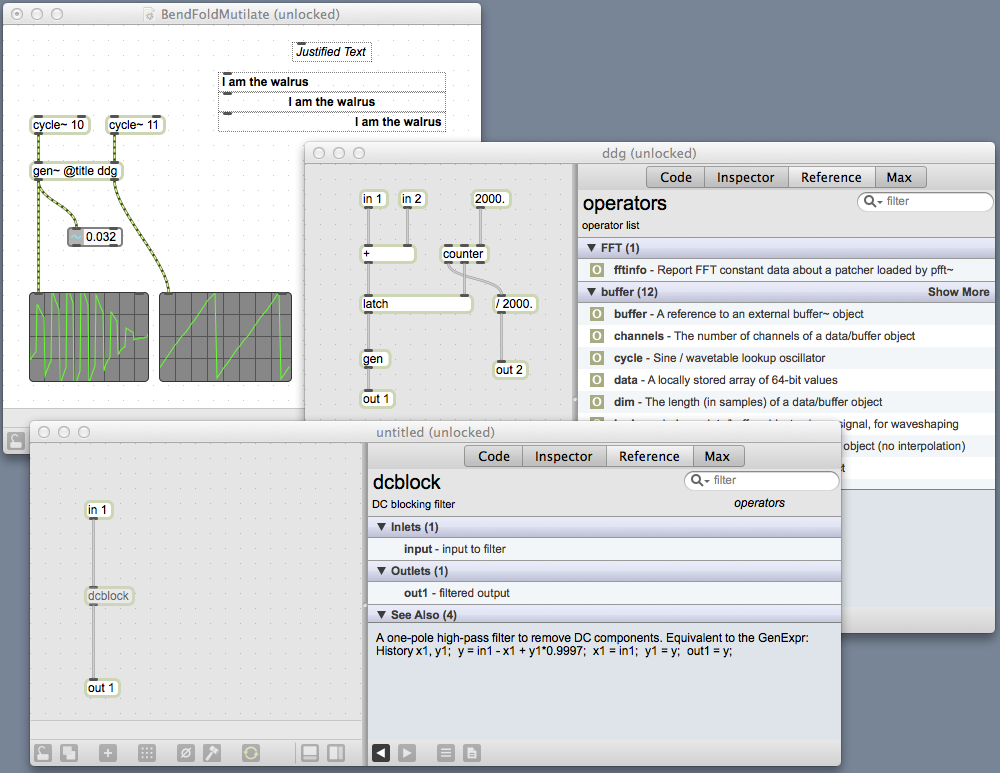 BendFoldMutilate (unlocked)
Justified Text
I am the walrus
I am the walrus
I am the walrus
cycle~ 10
cycle~ 11
gen~ @title ddg
~ 0.032
ddg (unlocked)
in 1
in 2
2000.
+
counter
latch
/ 2000.
gen
out 2
out 1
Code Inspector Reference Max
operators
filter
operator list
▼ FFT (1)
O fftinfo - Report FFT constant data about a patcher loaded by pfft~
▼ buffer (12) Show More
O buffer - A reference to an external buffer~ object
O channels - The number of channels of a data/buffer object
O cycle - Sine / wavetable lookup oscillator
O data - A locally stored array of 64-bit values
O dim - The length (in samples) of a data/buffer object
signal, for waveshaping
object (no interpolation)
untitled (unlocked)
in 1
dcblock
out 1
Code Inspector Reference Max
dcblock
filter
DC blocking filter
operators
▼ Inlets (1)
input - input to filter
▼ Outlets (1)
out1 - filtered output
▼ See Also (4)
A one-pole high-pass filter to remove DC components. Equivalent to the GenExpr:
History x1, y1; y = in1 - x1 + y1*0.9997; x1 = in1; y1 = y; out1 = y;